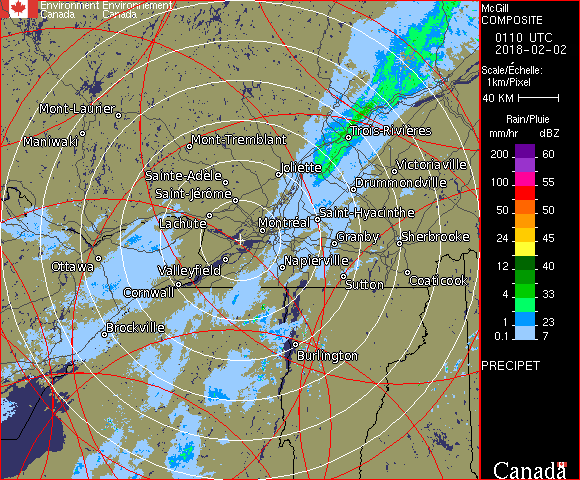 Environment Environnement
Canada Canada
McGill
COMPOSITE
0110 UTC
2018-02-02
Scale/Échelle:
1km/Pixel
40 KM
Rain/Pluie
mm/hr dBZ
200 60
100 55
50 50
24 45
12 40
4 33
1 23
0.1 7
PRECIPET
Canada
Mont-Laurier
Maniwaki
Mont-Tremblant
Trois-Rivières
Joliette
Victoriaville
Sainte-Adèle
Drummondville
Saint-Jérôme
Saint-Hyacinthe
Lachute
Montréal
Granby
Sherbrooke
Ottawa
Valleyfield
Napierville
Sutton
Coaticook
Cornwall
Brockville
Burlington